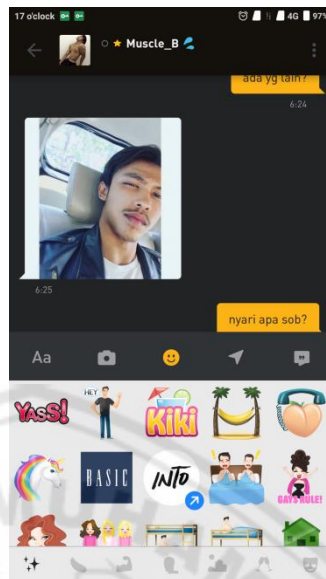 17 o'clock
4G 97%
Muscle_B
ada yg lain?
6:24
6:25
nyari apa sob?
Aa
YASS!
HEY
Kiki
BASIC
INTO
GAYS RULE!